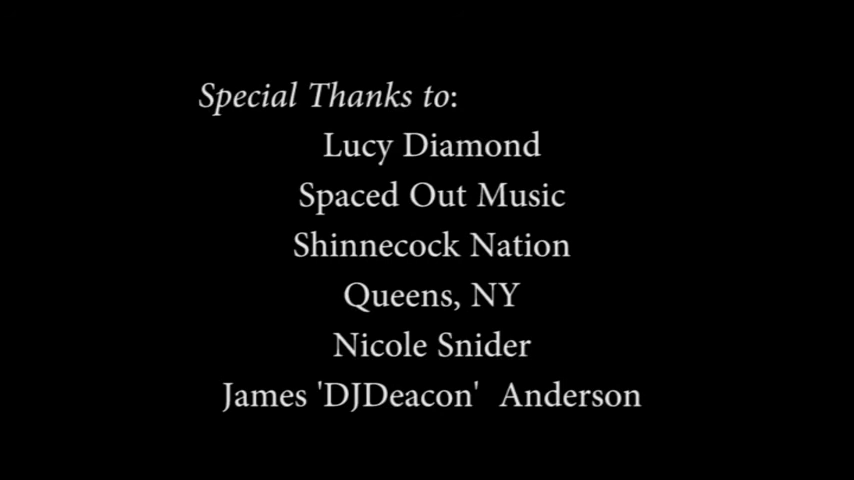 Special Thanks to:
Lucy Diamond
Spaced Out Music
Shinnecock Nation
Queens, NY
Nicole Snider
James 'DJDeacon'  Anderson